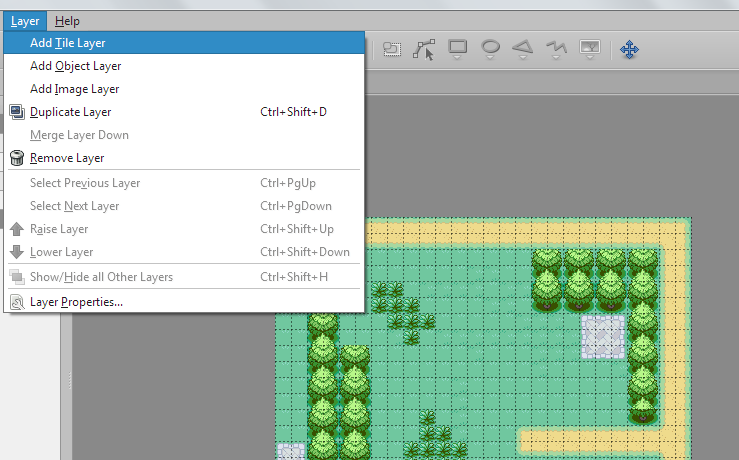 Layer Help
Add Tile Layer
Add Object Layer
Add Image Layer
Duplicate Layer Ctrl+Shift+D
Merge Layer Down
Remove Layer
Select Previous Layer Ctrl+PgUp
Select Next Layer Ctrl+PgDown
Raise Layer Ctrl+Shift+Up
Lower Layer Ctrl+Shift+Down
Show/Hide all Other Layers Ctrl+Shift+H
Layer Properties...